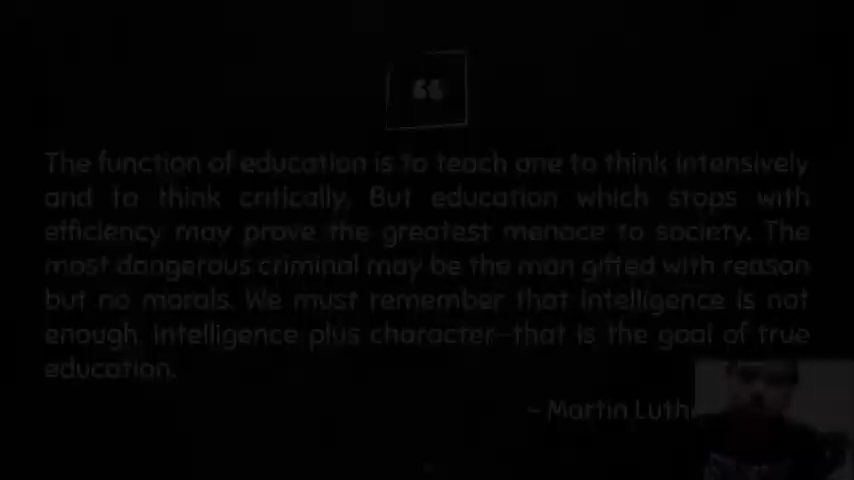 “
The function of education is to teach one to think intensively
and to think critically. But education which stops with
efficiency may prove the greatest menace to society. The
most dangerous criminal may be the man gifted with reason
but no morals. We must remember that intelligence is not
enough. Intelligence plus character-that is the goal of true
education.
- Martin